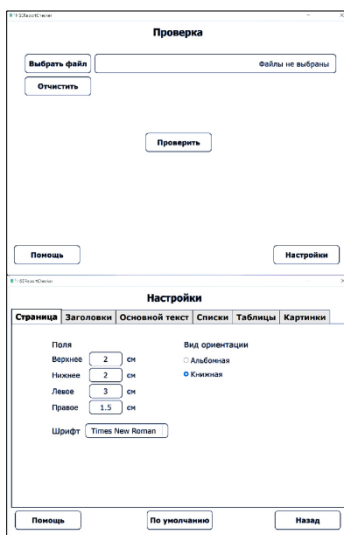 Проверка
Выбрать файл Файлы не выбраны
Отчистить
Проверить
Помощь Настройки
Настройки
Страница Заголовки Основной текст Списки Таблицы Картинки
Поля Вид ориентации
Верхнее 2 см Альбомная
Нижнее 2 см Книжная
Левое 3 см
Правое 1.5 см
Шрифт Times New Roman
Помощь По умолчанию Назад